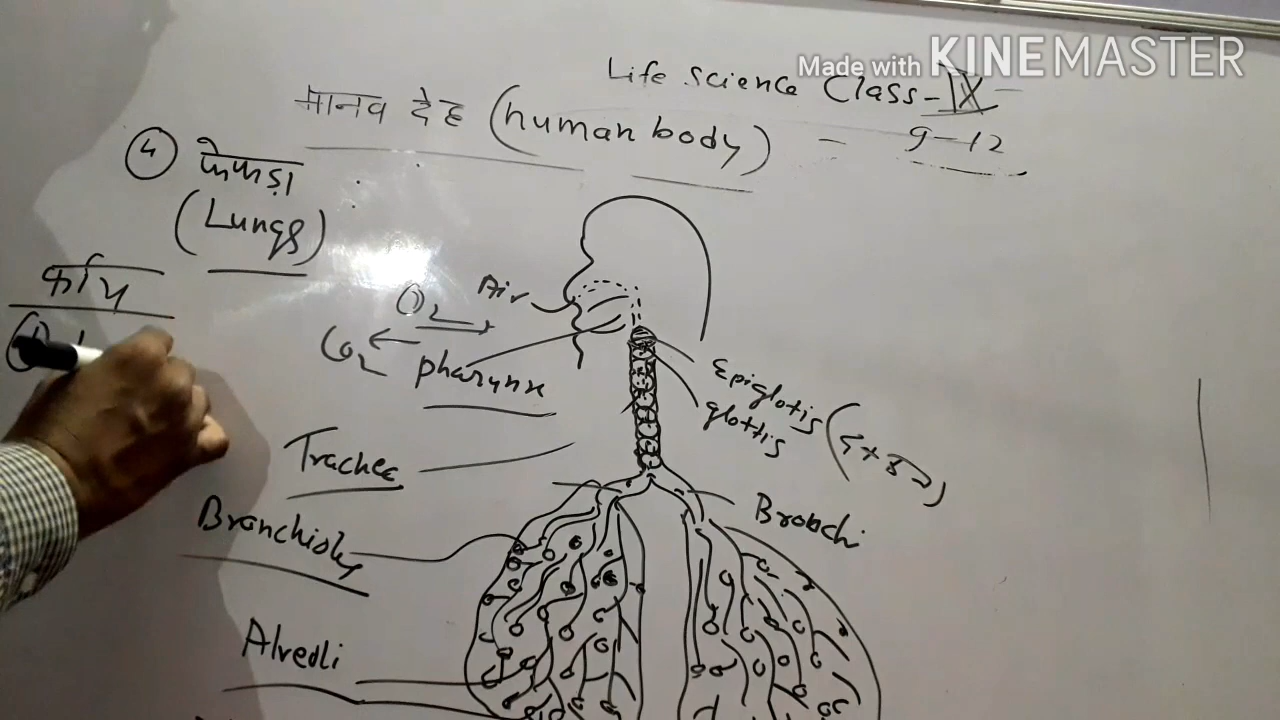 Made with KINEMASTER
Life science Class-IX
मानव देह (human body) - 9-12
4 फेफड़ा
(Lungs)
कार्य
Air
O2
CO2
pharynx
Epiglotis
glottis
Trachea
Bronchi
Alveoli